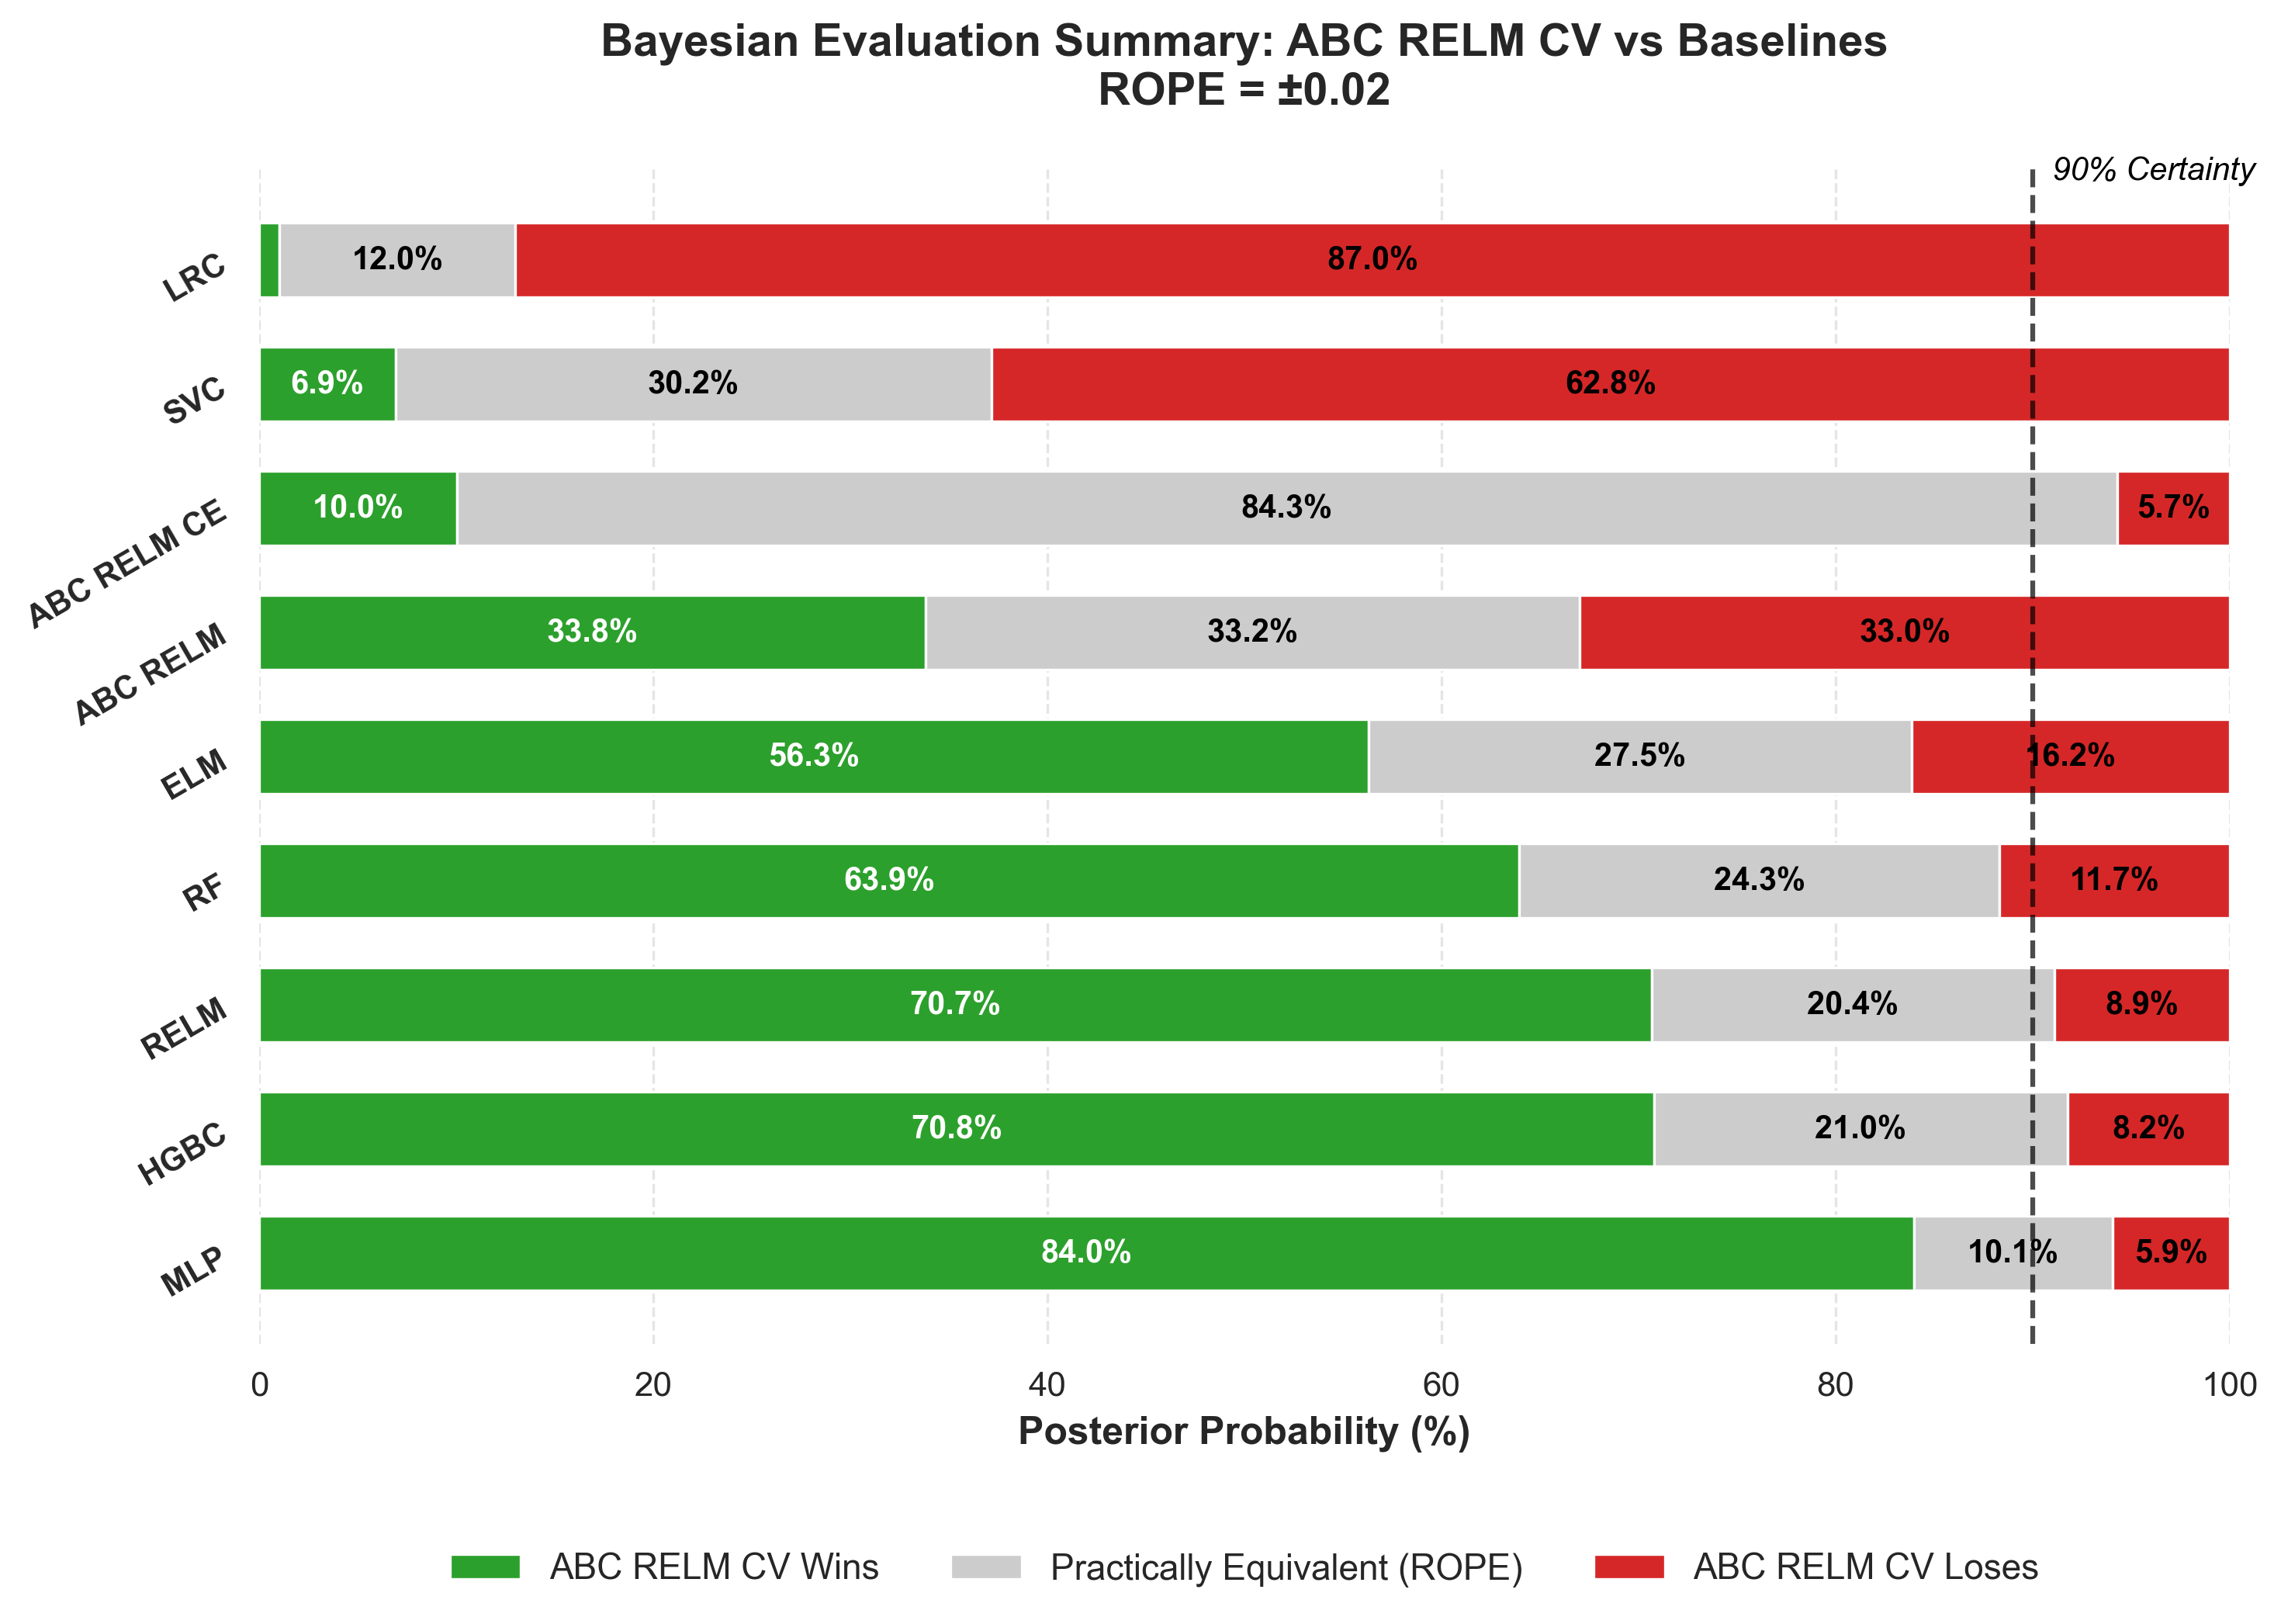 Bayesian Evaluation Summary: ABC RELM CV vs Baselines
ROPE = ±0.02
90% Certainty
LRC
12.0%
87.0%
SVC
6.9%
30.2%
62.8%
ABC RELM CE
10.0%
84.3%
5.7%
ABC RELM
33.8%
33.2%
33.0%
ELM
56.3%
27.5%
16.2%
RF
63.9%
24.3%
11.7%
RELM
70.7%
20.4%
8.9%
HGBC
70.8%
21.0%
8.2%
MLP
84.0%
10.1%
5.9%
0
20
40
60
80
100
Posterior Probability (%)
ABC RELM CV Wins
Practically Equivalent (ROPE)
ABC RELM CV Loses